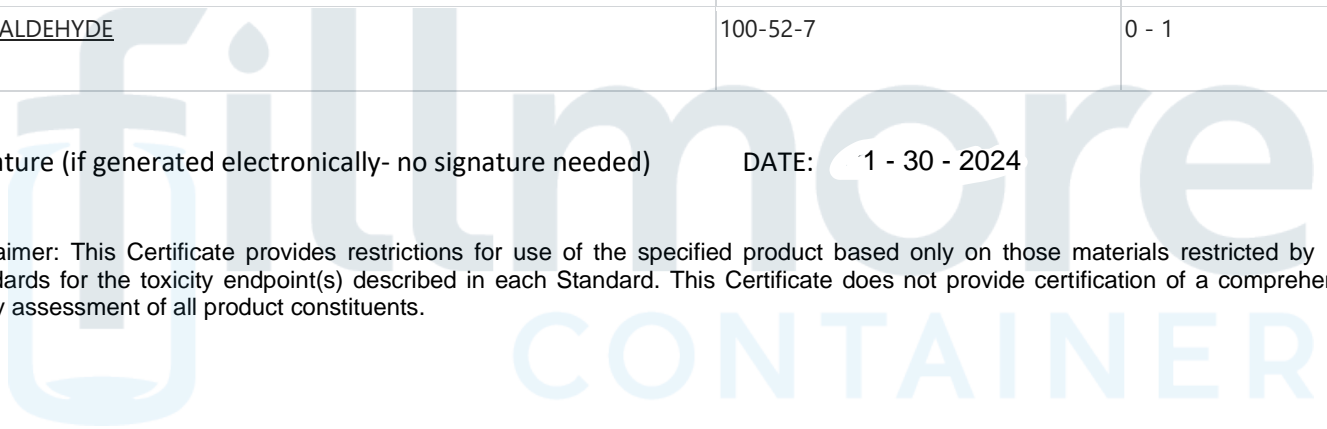 ALDEHYDE 100-52-7 0 - 1
ature (if generated electronically- no signature needed) DATE: 1 - 30 - 2024
aimer: This Certificate provides restrictions for use of the specified product based only on those materials restricted by
dards for the toxicity endpoint(s) described in each Standard. This Certificate does not provide certification of a comprehen
y assessment of all product constituents.
fillmore
CONTAINER